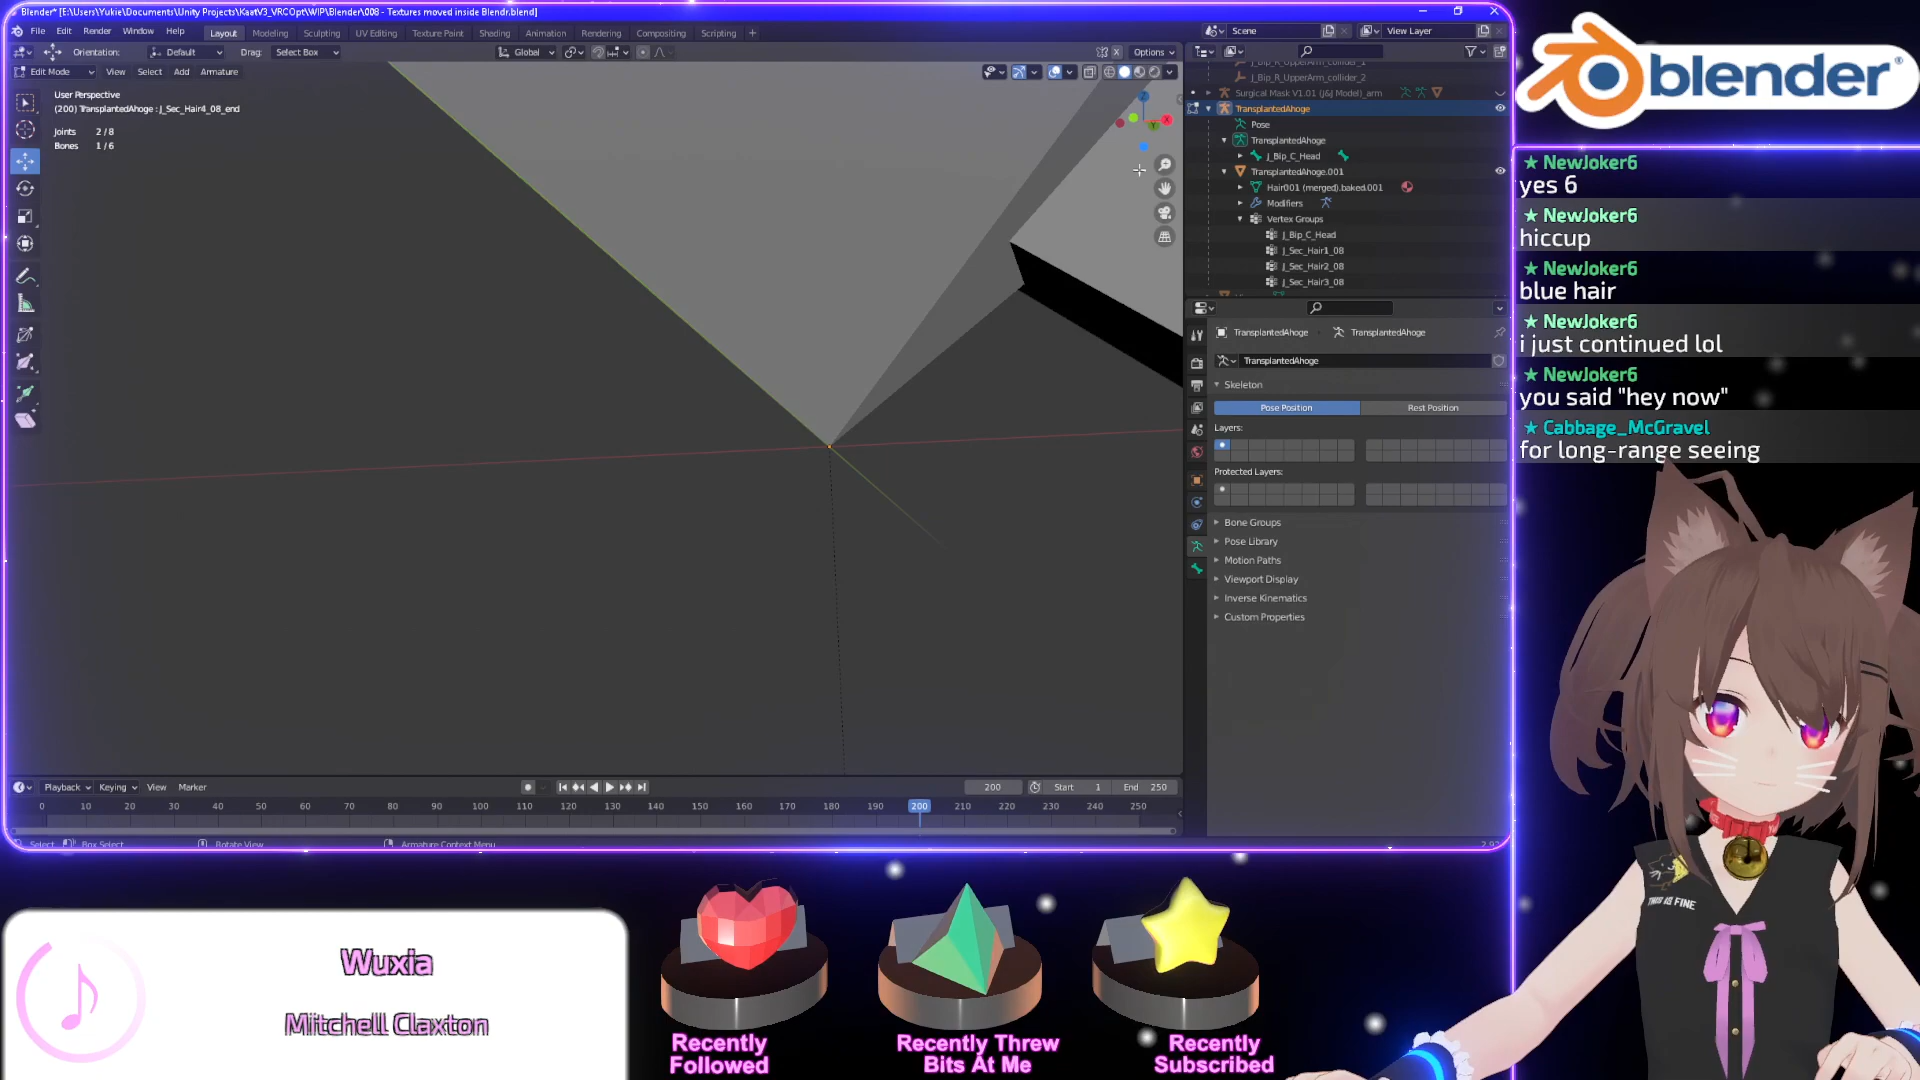 Blender* [E:\Users\Yukie\Documents\Unity Projects\KaatV3_VRCOpt\WIP\Blender\008 - Textures moved inside Blendr.blend]
File Edit Render Window Help Layout Modeling Sculpting UV Editing Texture Paint Shading Animation Rendering Compositing Scripting + Scene View Layer
Orientation: Default Drag: Select Box Global Options
Edit Mode View Select Add Armature
User Perspective
(200) TransplantedAhoge : J_Sec_Hair4_08_end
Joints 2 / 8
Bones 1 / 6
J_Bip_R_UpperArm_collider_1
J_Bip_R_UpperArm_collider_2
Surgical Mask V1.01 (J&J Model)_arm
TransplantedAhoge
Pose
TransplantedAhoge
J_Bip_C_Head
TransplantedAhoge.001
Hair001 (merged).baked.001
Modifiers
Vertex Groups
J_Bip_C_Head
J_Sec_Hair1_08
J_Sec_Hair2_08
J_Sec_Hair3_08
TransplantedAhoge TransplantedAhoge
TransplantedAhoge
Skeleton
Pose Position Rest Position
Layers:
Protected Layers:
Bone Groups
Pose Library
Motion Paths
Viewport Display
Inverse Kinematics
Custom Properties
Playback Keying View Marker 200 Start 1 End 250
0 10 20 30 40 50 60 70 80 90 100 110 120 130 140 150 160 170 180 190 200 210 220 230 240 250
Select Box Select Rotate View Armature Context Menu
blender®
NewJoker6
yes 6
NewJoker6
hiccup
NewJoker6
blue hair
NewJoker6
i just continued lol
NewJoker6
you said "hey now"
Cabbage_McGravel
for long-range seeing
THIS IS FINE
Wuxia
Mitchell Claxton
Recently Followed
Recently Threw Bits At Me
Recently Subscribed